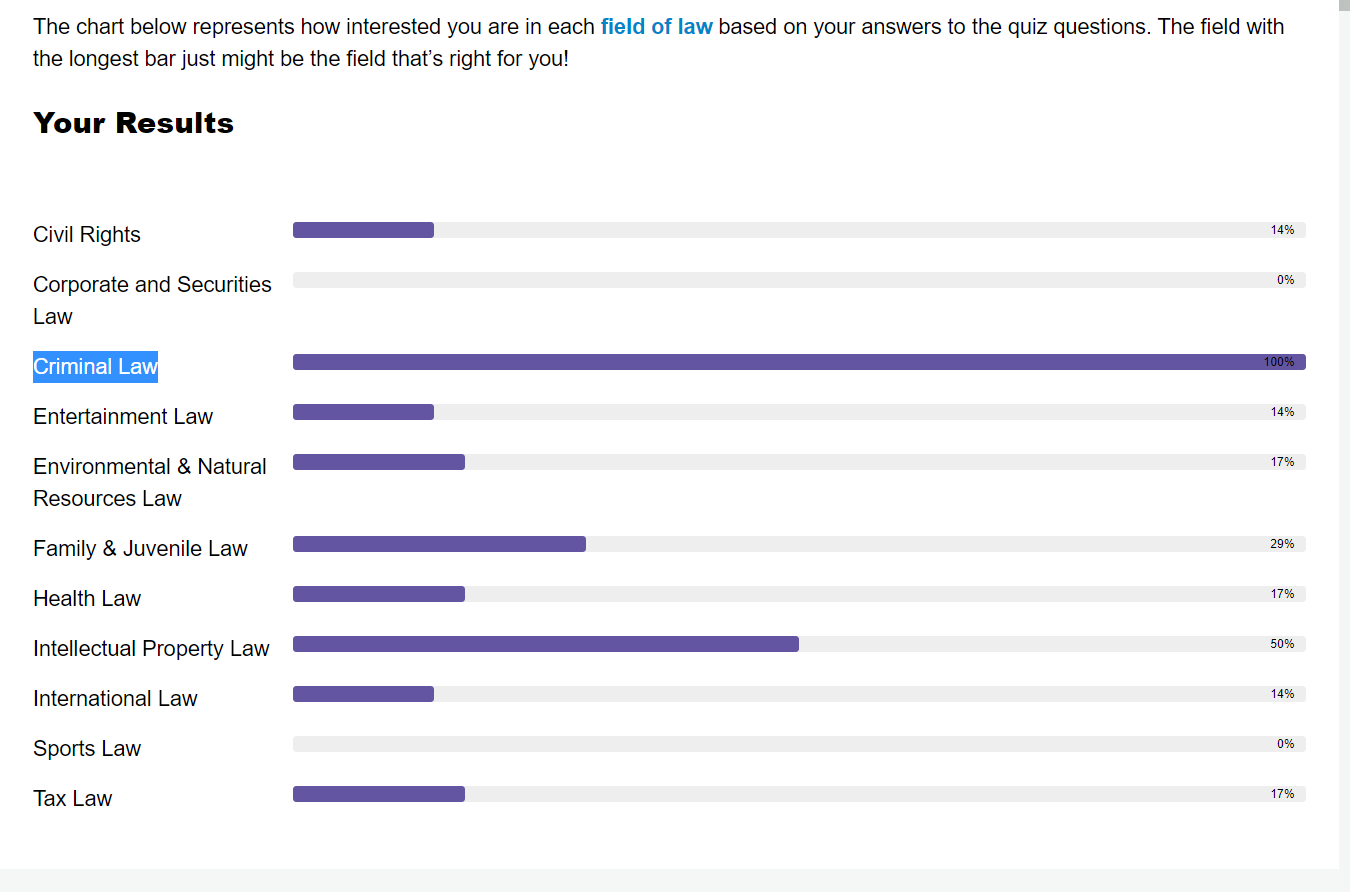 The chart below represents how interested you are in each field of law based on your answers to the quiz questions. The field with
the longest bar just might be the field that’s right for you!
Your Results
Civil Rights 14%
Corporate and Securities 0%
Law
Criminal Law 100%
Entertainment Law 14%
Environmental & Natural 17%
Resources Law
Family & Juvenile Law 29%
Health Law 17%
Intellectual Property Law 50%
International Law 14%
Sports Law 0%
Tax Law 17%